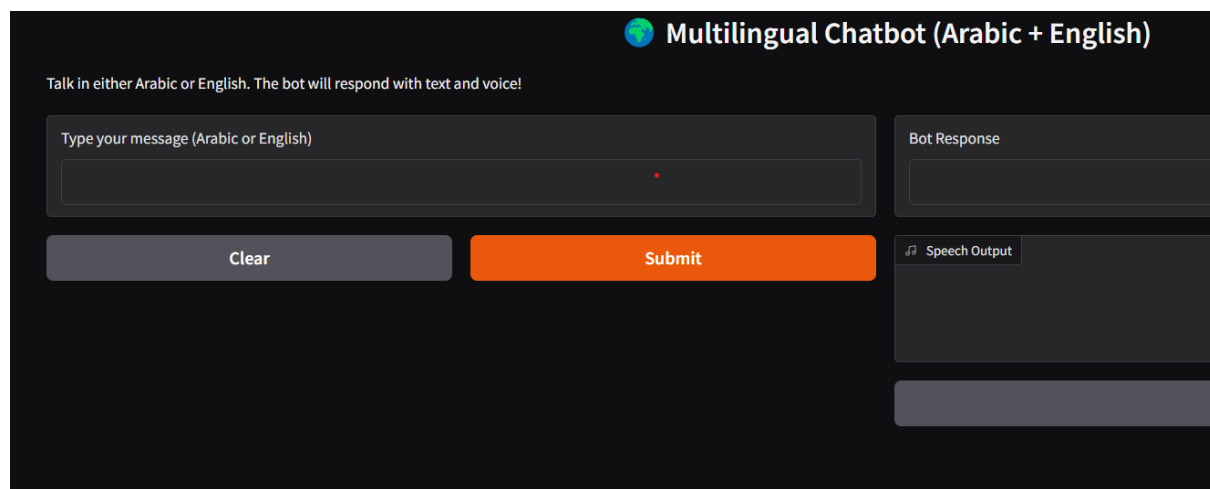 🌍 Multilingual Chatbot (Arabic + English)
Talk in either Arabic or English. The bot will respond with text and voice!
Type your message (Arabic or English)
Bot Response
Clear
Submit
Speech Output